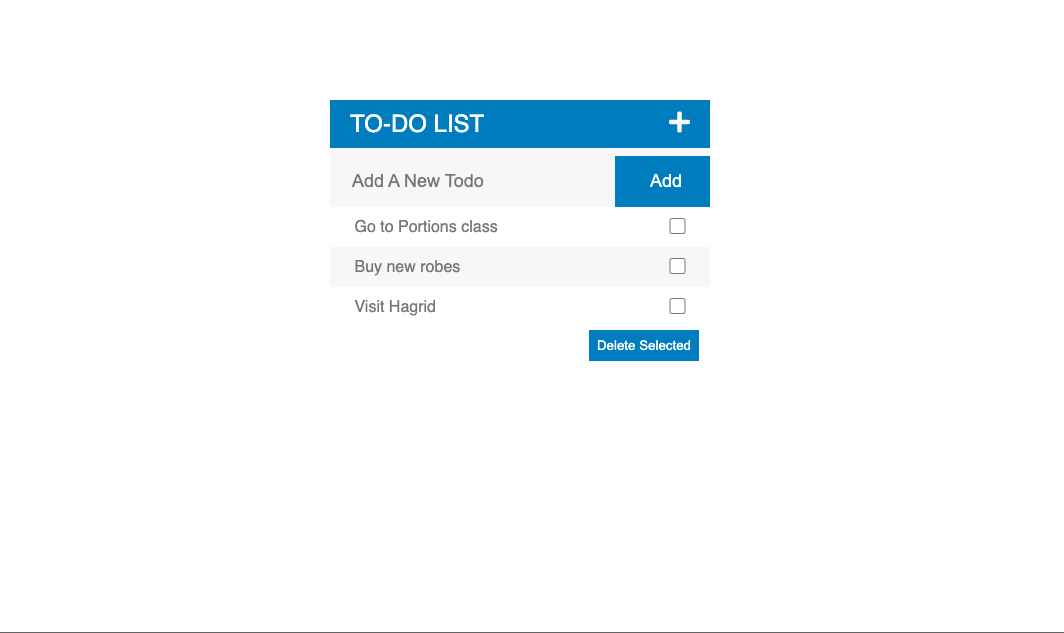 TO-DO LIST
Add A New Todo Add
Go to Portions class
Buy new robes
Visit Hagrid
Delete Selected